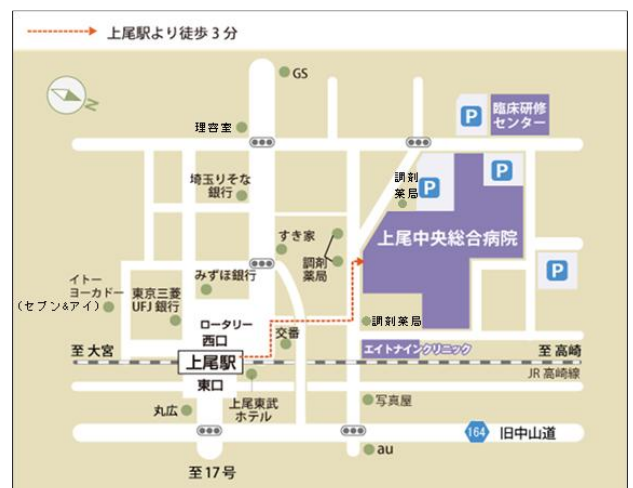 上尾駅より徒歩3分
GS
N
理容室
P
臨床研修
センター
埼玉りそな
銀行
調剤
薬局
P
P
すき家
調剤
薬局
上尾中央総合病院
みずほ銀行
P
イトー
ヨーカドー
(セブン&アイ)
東京三菱
UFJ銀行
ロータリー
西口
交番
調剤薬局
至大宮
上尾駅
エイトナインクリニック
至高崎
JR高崎線
東口
上尾東武
ホテル
丸広
写真屋
164
旧中山道
au
至17号